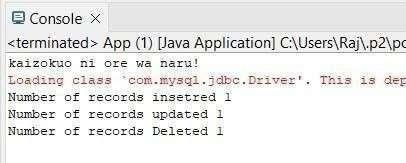 Console
<terminated> App (1) [Java Application] C:\Users\Raj\.p2\po
kaizokuo ni ore wa naru!
Loading class `com.mysql.jdbc.Driver'. This is dep
Number of records insetred 1
Number of records updated 1
Number of records Deleted 1